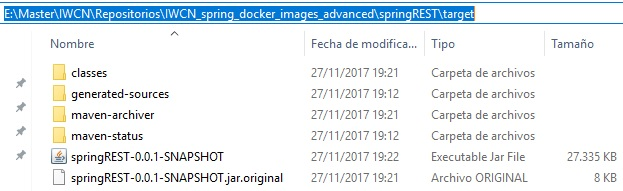 E:\Master\IWCN\Repositorios\IWCN_spring_docker_images_advanced\springREST\target
Nombre Fecha de modifica... Tipo Tamaño
classes 27/11/2017 19:21 Carpeta de archivos
generated-sources 27/11/2017 19:12 Carpeta de archivos
maven-archiver 27/11/2017 19:21 Carpeta de archivos
maven-status 27/11/2017 19:12 Carpeta de archivos
springREST-0.0.1-SNAPSHOT 27/11/2017 19:22 Executable Jar File 27.335 KB
springREST-0.0.1-SNAPSHOT.jar.original 27/11/2017 19:21 Archivo ORIGINAL 8 KB